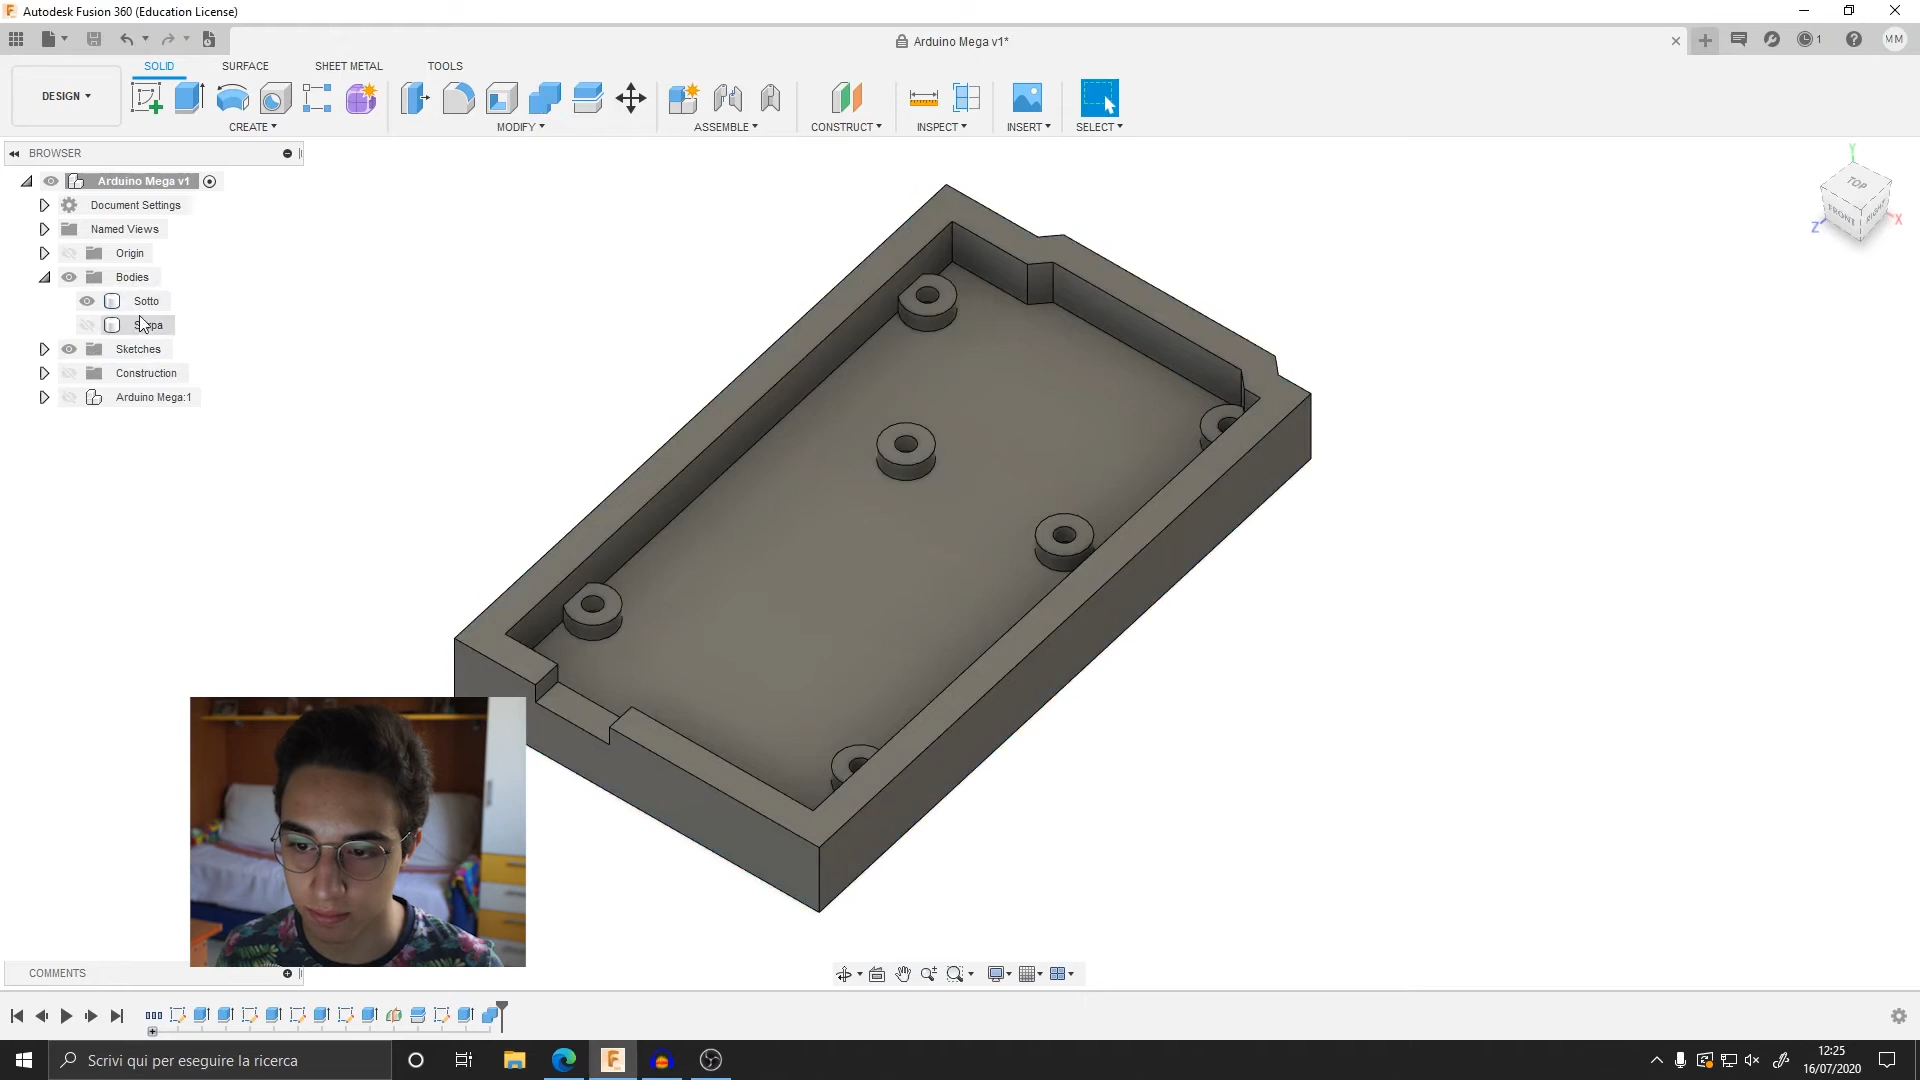 Autodesk Fusion 360 (Education License)
Arduino Mega v1*
1
MM
DESIGN
SOLID
SURFACE
SHEET METAL
TOOLS
CREATE
MODIFY
ASSEMBLE
CONSTRUCT
INSPECT
INSERT
SELECT
BROWSER
Arduino Mega v1
Document Settings
Named Views
Origin
Bodies
Sotto
Sketches
Construction
Arduino Mega:1
Y
TOP
FRONT
RIGHT
X
Z
COMMENTS
Scrivi qui per eseguire la ricerca
12:25
16/07/2020